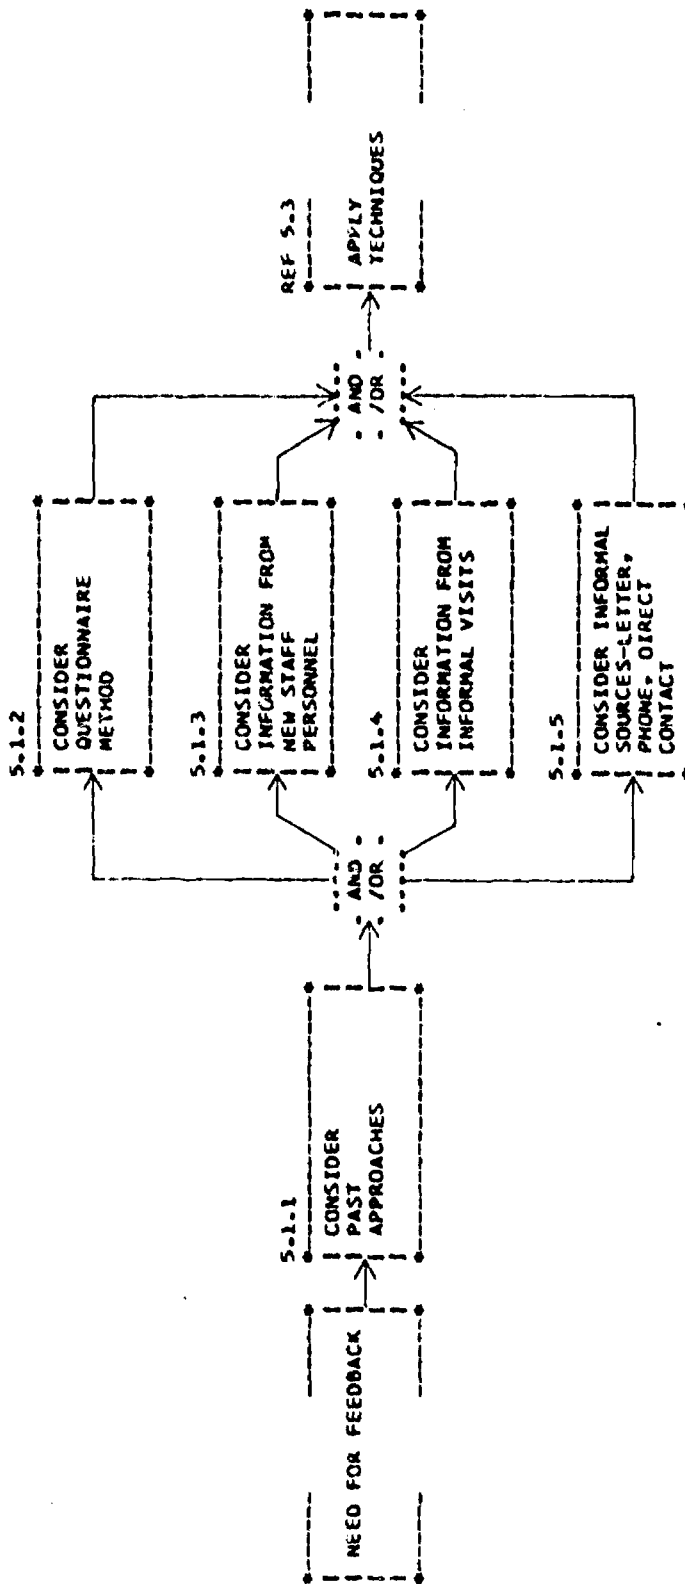 NEED FOR FEEDBACK
5.1.1
CONSIDER
PAST
APPROACHES
AND
/OR
5.1.2
CONSIDER
QUESTIONNAIRE
METHOD
5.1.3
CONSIDER
INFORMATION FROM
NEW STAFF
PERSONNEL
5.1.4
CONSIDER
INFORMATION FROM
INFORMAL VISITS
5.1.5
CONSIDER INFORMAL
SOURCES-LETTER,
PHONE, DIRECT
CONTACT
AND
/OR
REF 5.3
APPLY
TECHNIQUES